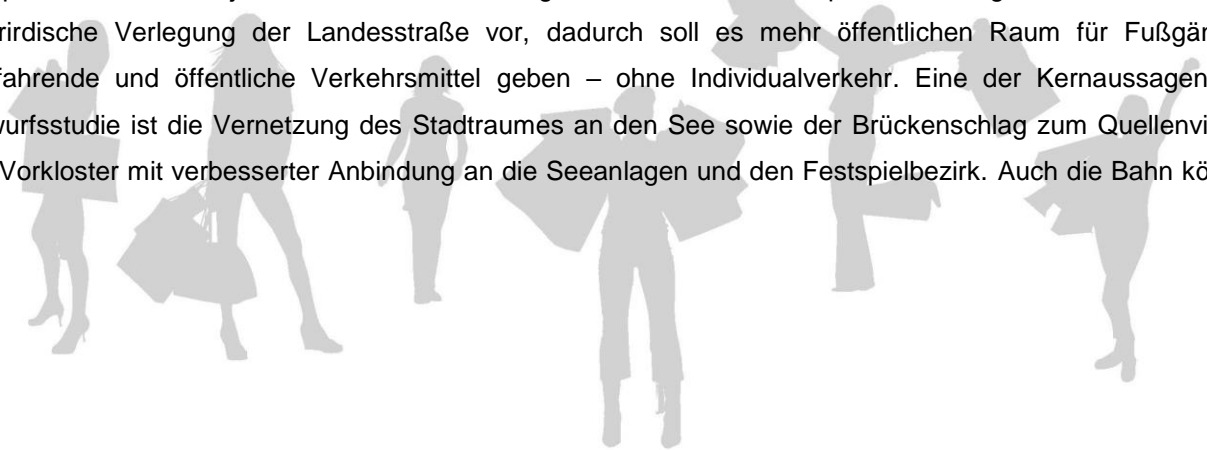 rirdische Verlegung der Landesstraße vor, dadurch soll es mehr öffentlichen Raum für Fußgär
fahrende und öffentliche Verkehrsmittel geben – ohne Individualverkehr. Eine der Kernaussagen
wurfsstudie ist die Vernetzung des Stadtraumes an den See sowie der Brückenschlag zum Quellenvi
Vorkloster mit verbesserter Anbindung an die Seeanlagen und den Festspielbezirk. Auch die Bahn kö